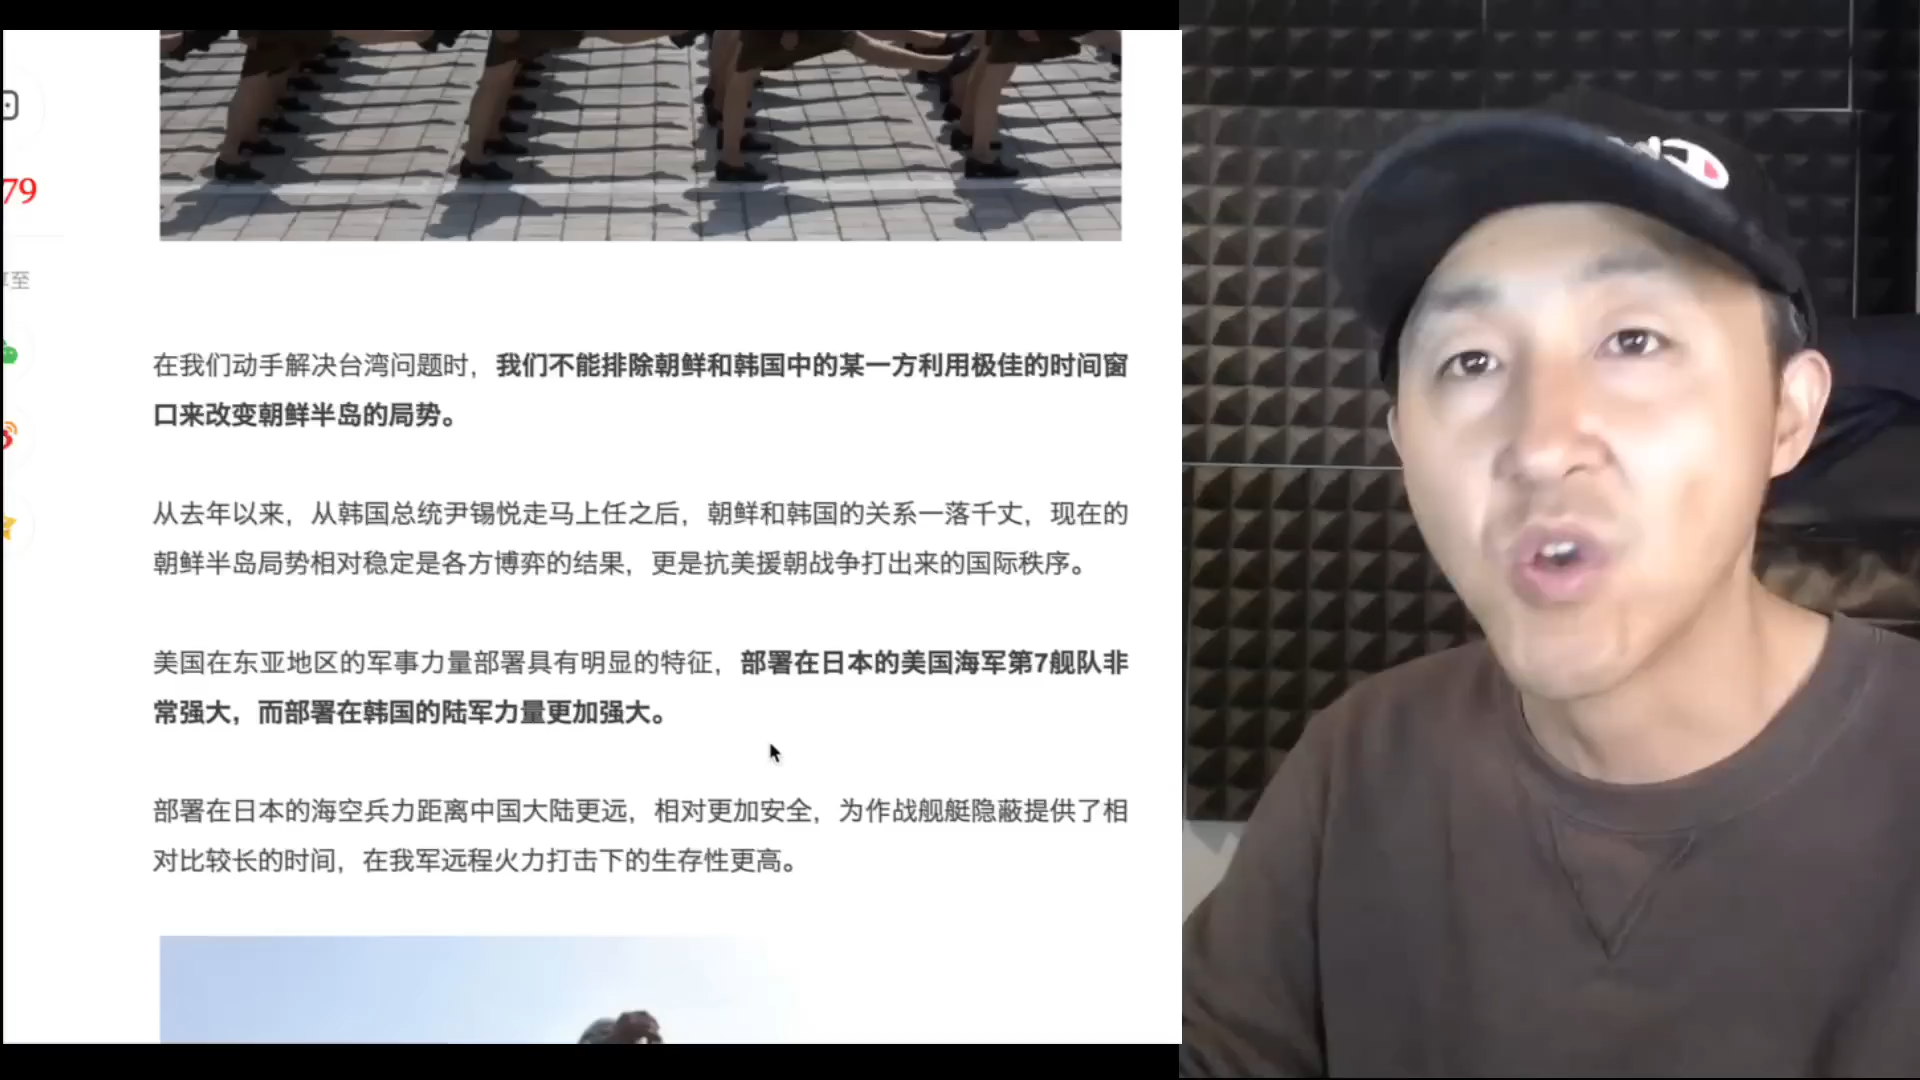 79
享至
在我们动手解决台湾问题时，我们不能排除朝鲜和韩国中的某一方利用极佳的时间窗
口来改变朝鲜半岛的局势。
从去年以来，从韩国总统尹锡悦走马上任之后，朝鲜和韩国的关系一落千丈，现在的
朝鲜半岛局势相对稳定是各方博弈的结果，更是抗美援朝战争打出来的国际秩序。
美国在东亚地区的军事力量部署具有明显的特征，部署在日本的美国海军第7舰队非
常强大，而部署在韩国的陆军力量更加强大。
部署在日本的海空兵力距离中国大陆更远，相对更加安全，为作战舰艇隐蔽提供了相
对比较长的时间，在我军远程火力打击下的生存性更高。